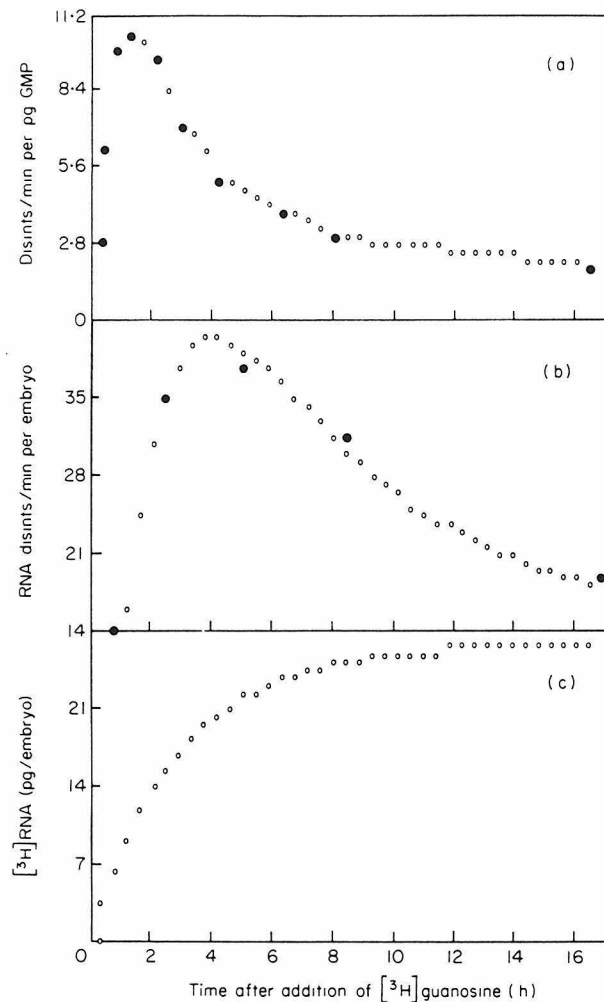 11·2
8·4
5·6
2·8
0
Disints/min per pg GMP
(a)
35
28
21
14
RNA disints/min per embryo
(b)
21
14
7
0
[³H]RNA (pg/embryo)
(c)
2 4 6 8 10 12 14 16
Time after addition of [³H]guanosine (h)